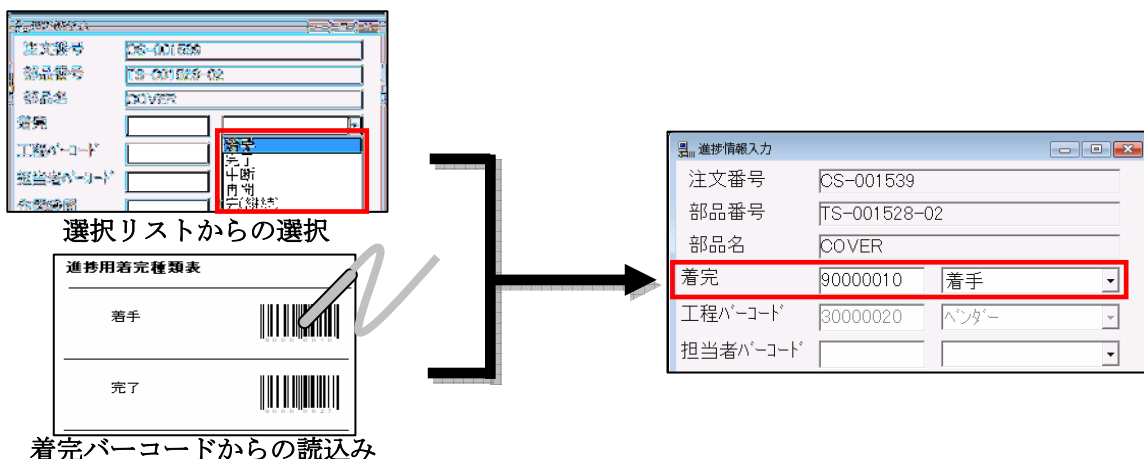 注文番号
部品番号 TS-001528-02
部品名 COVER
着完
工程バーコード 着手
完了
担当者バーコード 中断
再開
完(継続)
選択リストからの選択
進捗用着完種類表
着手
完了
着完バーコードからの読込み
進捗情報入力
注文番号 CS-001539
部品番号 TS-001528-02
部品名 COVER
着完 90000010 着手
工程バーコード 30000020 ベンダー
担当者バーコード